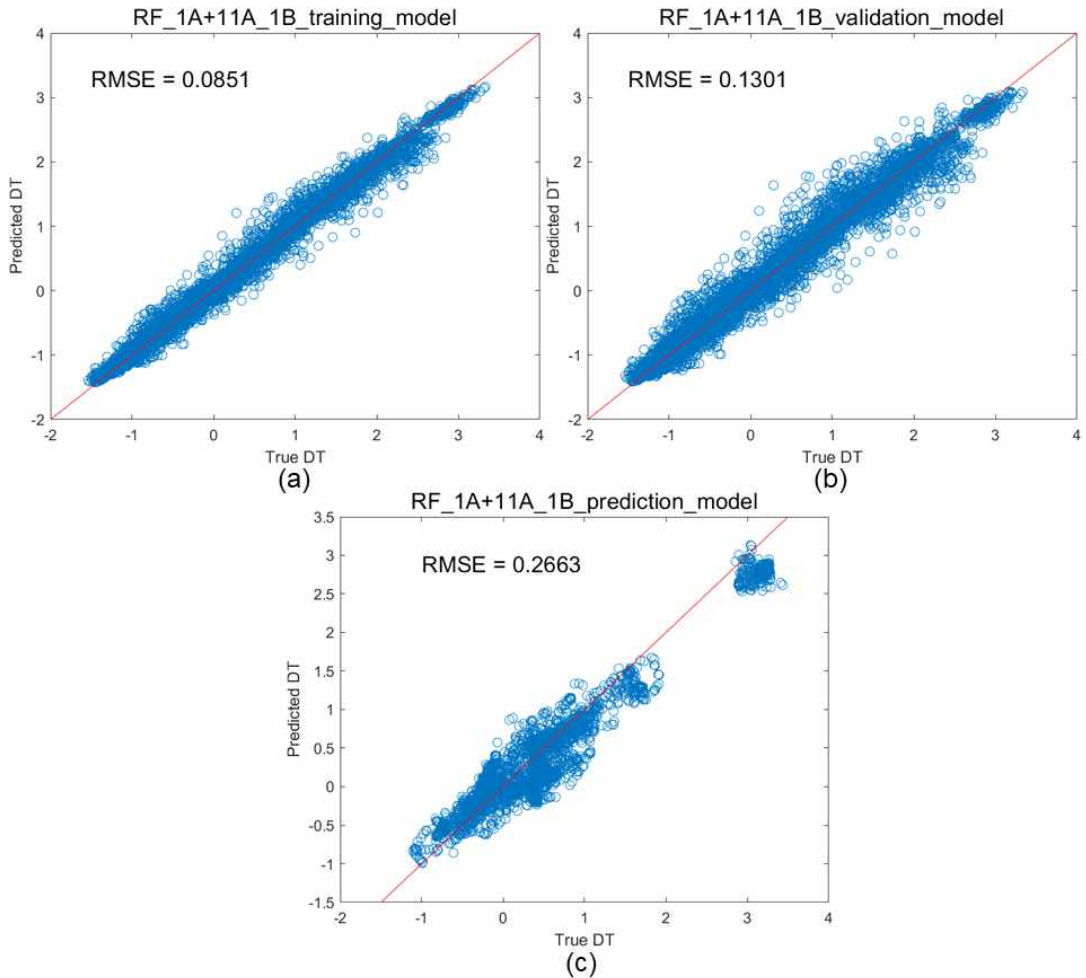 RF_1A+11A_1B_training_model
RMSE = 0.0851
4
3
2
1
0
-1
-2
Predicted DT
-2 -1 0 1 2 3 4
True DT
(a)
RF_1A+11A_1B_validation_model
RMSE = 0.1301
4
3
2
1
0
-1
-2
Predicted DT
-2 -1 0 1 2 3 4
True DT
(b)
RF_1A+11A_1B_prediction_model
RMSE = 0.2663
3.5
3
2.5
2
1.5
1
0.5
0
-0.5
-1
-1.5
Predicted DT
-2 -1 0 1 2 3 4
True DT
(c)